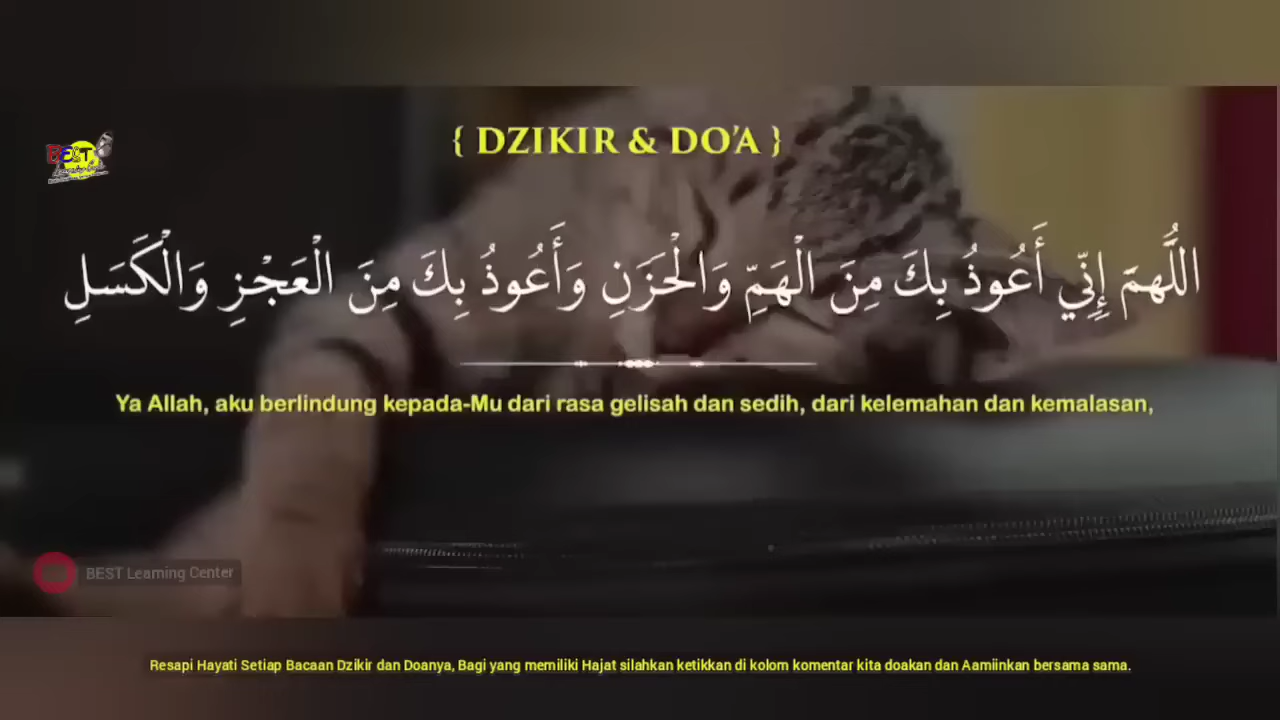 { DZIKIR & DO'A }
BEST
اللَّهُمَّ إِنِّي أَعُوذُ بِكَ مِنَ الْهَمِّ وَالْحَزَنِ وَأَعُوذُ بِكَ مِنَ الْعَجْزِ وَالْكَسَلِ
Ya Allah, aku berlindung kepada-Mu dari rasa gelisah dan sedih, dari kelemahan dan kemalasan,
BEST Learning Center
Resapi Hayati Setiap Bacaan Dzikir dan Doanya, Bagi yang memiliki Hajat silahkan ketikkan di kolom komentar kita doakan dan Aamiinkan bersama sama.